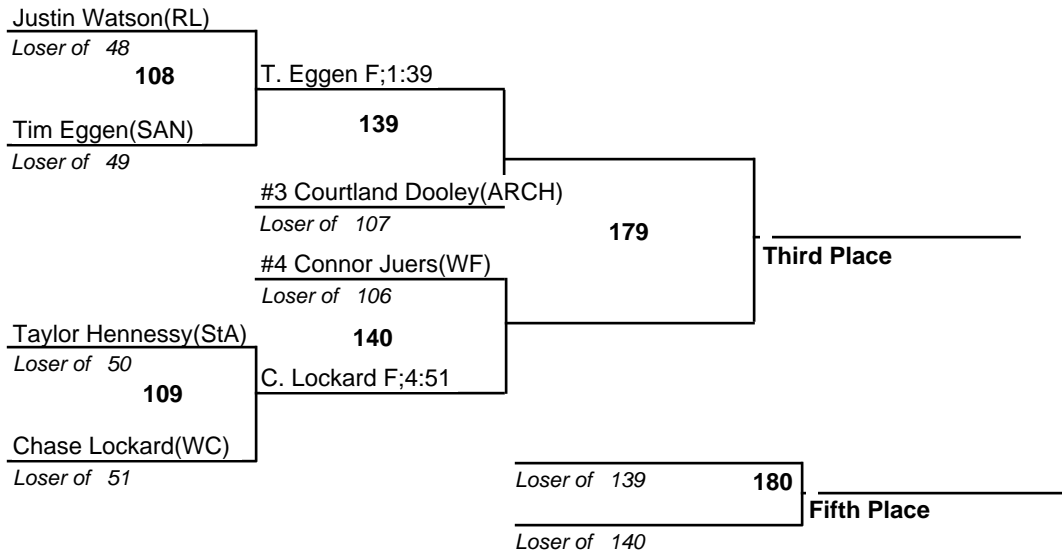 Justin Watson(RL)
Loser of 48
108
T. Eggen F;1:39
139
Tim Eggen(SAN)
Loser of 49
#3 Courtland Dooley(ARCH)
Loser of 107
179
Third Place
#4 Connor Juers(WF)
Loser of 106
Taylor Hennessy(StA)
140
Loser of 50
C. Lockard F;4:51
109
Chase Lockard(WC)
Loser of 51
Loser of 139
180
Fifth Place
Loser of 140